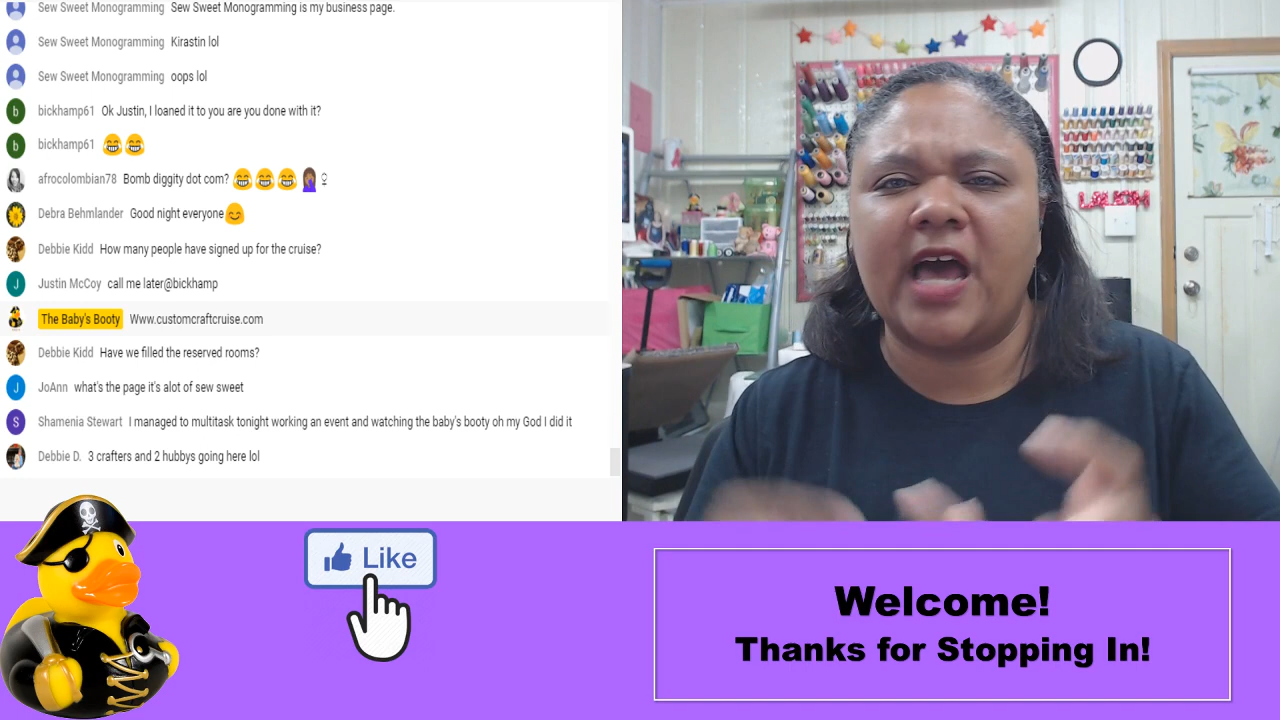 Sew Sweet Monogramming Sew Sweet Monogramming is my business page.
Sew Sweet Monogramming Kirastin lol
Sew Sweet Monogramming oops lol
b bickhamp61 Ok Justin, I loaned it to you are you done with it?
b bickhamp61 😂😂
afrocolombian78 Bomb diggity dot com? 😂😂😂🤦🏾‍♀
Debra Behmlander Good night everyone😊
Debbie Kidd How many people have signed up for the cruise?
J Justin McCoy call me later@bickhamp
The Baby's Booty Www.customcraftcruise.com
Debbie Kidd Have we filled the reserved rooms?
J JoAnn what's the page it's alot of sew sweet
S Shamenia Stewart I managed to multitask tonight working an event and watching the baby's booty oh my God I did it
Debbie D. 3 crafters and 2 hubbys going here lol
Like
Welcome!
Thanks for Stopping In!